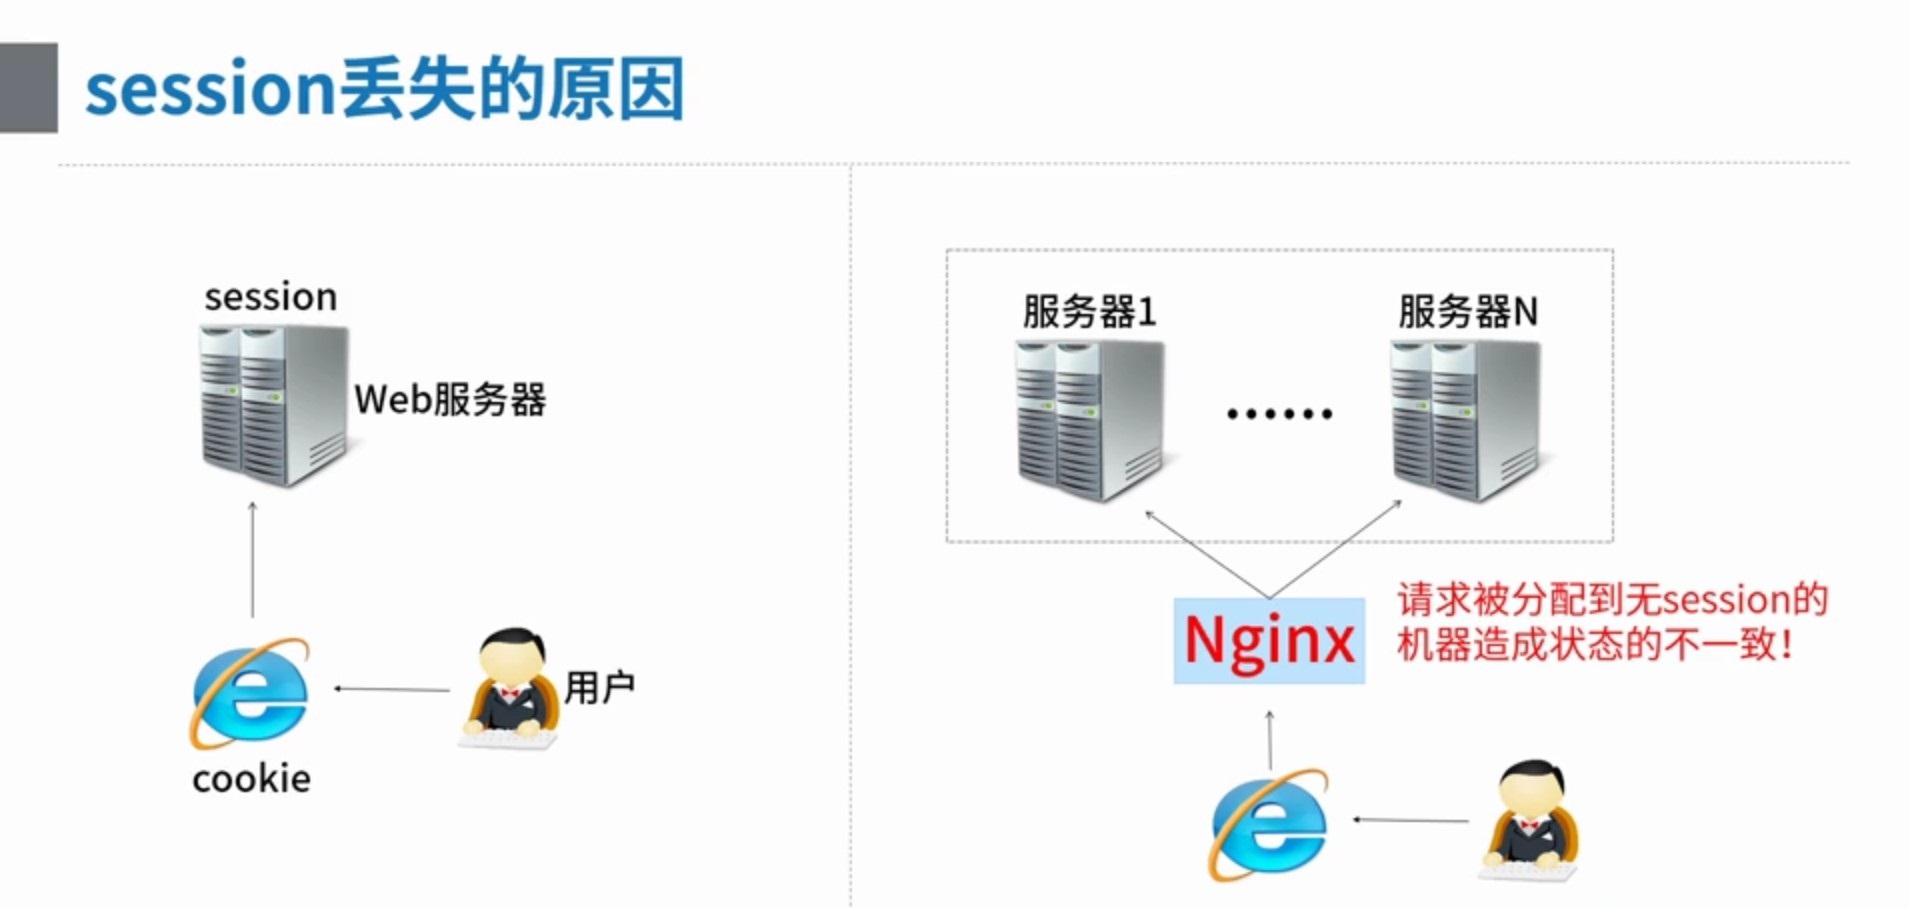 session丢失的原因
session
Web服务器
用户
cookie
服务器1
服务器N
......
Nginx
请求被分配到无session的
机器造成状态的不一致！